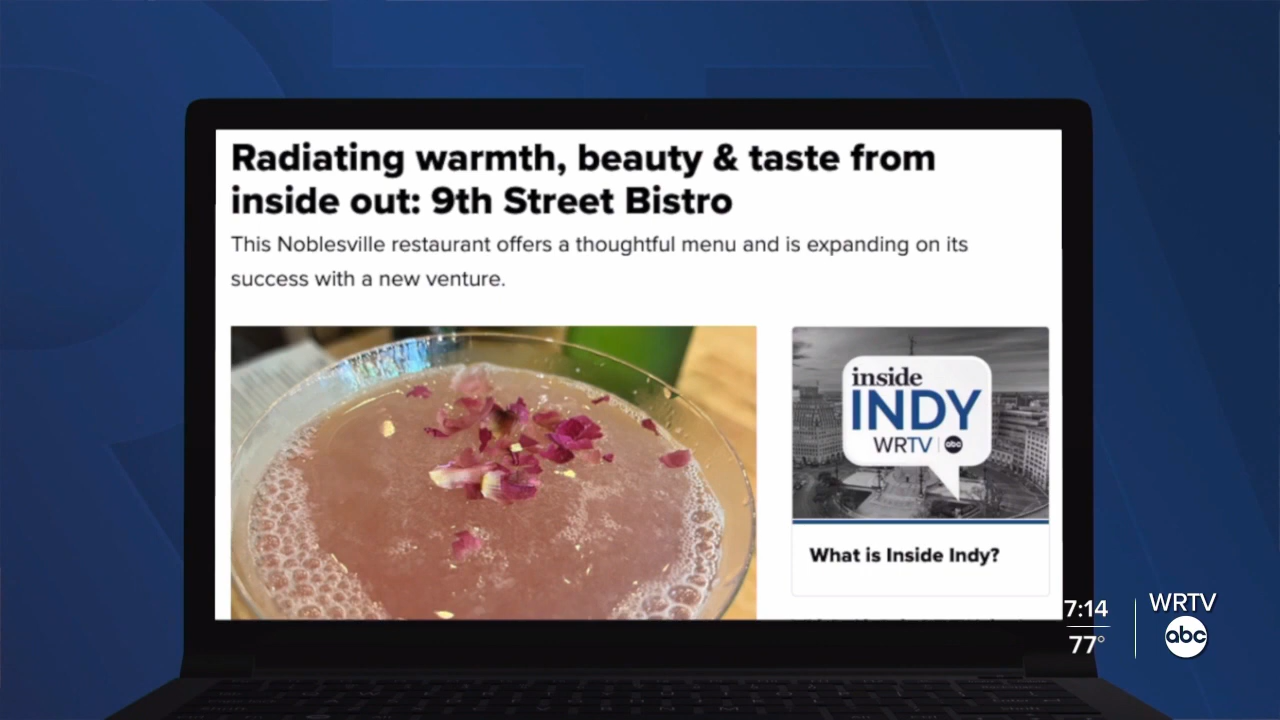 Radiating warmth, beauty & taste from
inside out: 9th Street Bistro
This Noblesville restaurant offers a thoughtful menu and is expanding on its
success with a new venture.
inside
INDY
WRTV abc
What is Inside Indy?
7:14
77°
WRTV
abc